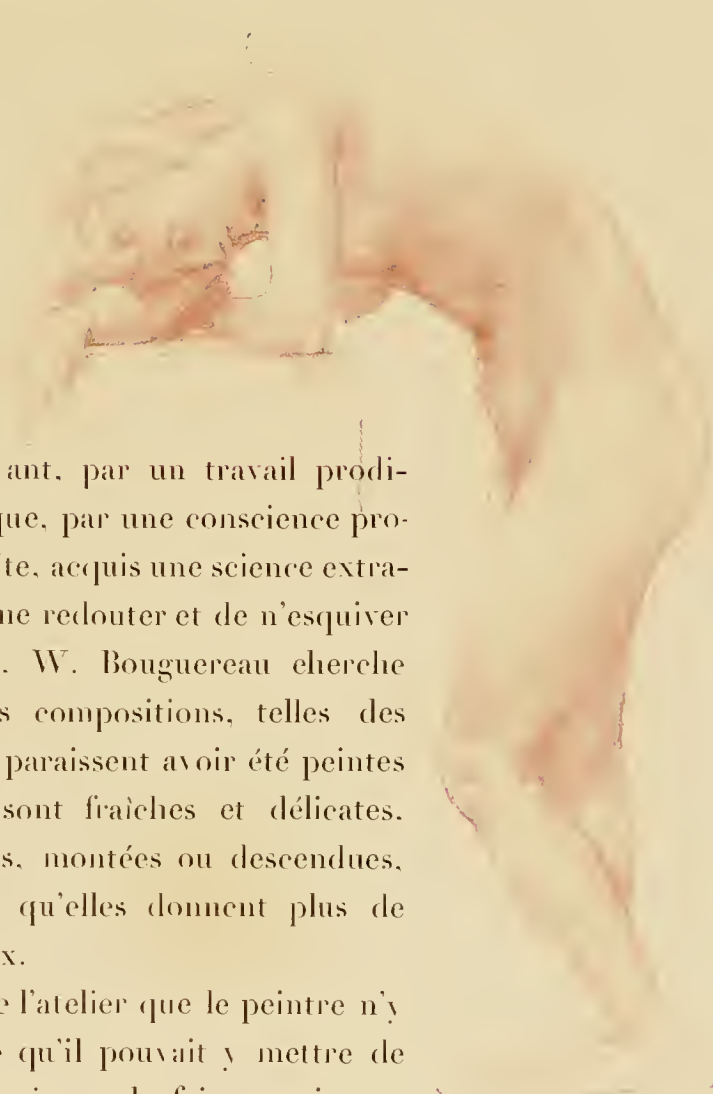 ant, par un travail prodi-
que, par une conscience pro-
te, acquis une science extra-
ne redouter et de n'esquiver
. W. Bouguereau cherche
s compositions, telles des
paraissent avoir été peintes
sont fraîches et délicates.
s, montées ou descendues,
qu'elles donnent plus de
x.
e l'atelier que le peintre n'y
qu'il pouvait y mettre de